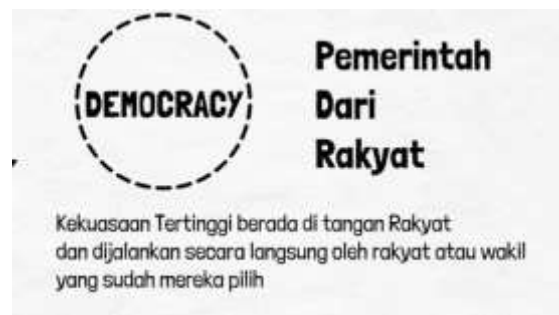 DEMOCRACY
Pemerintah
Dari
Rakyat
Kekuasaan Tertinggi berada di tangan Rakyat
dan dijalankan secara langsung oleh rakyat atau wakil
yang sudah mereka pilih